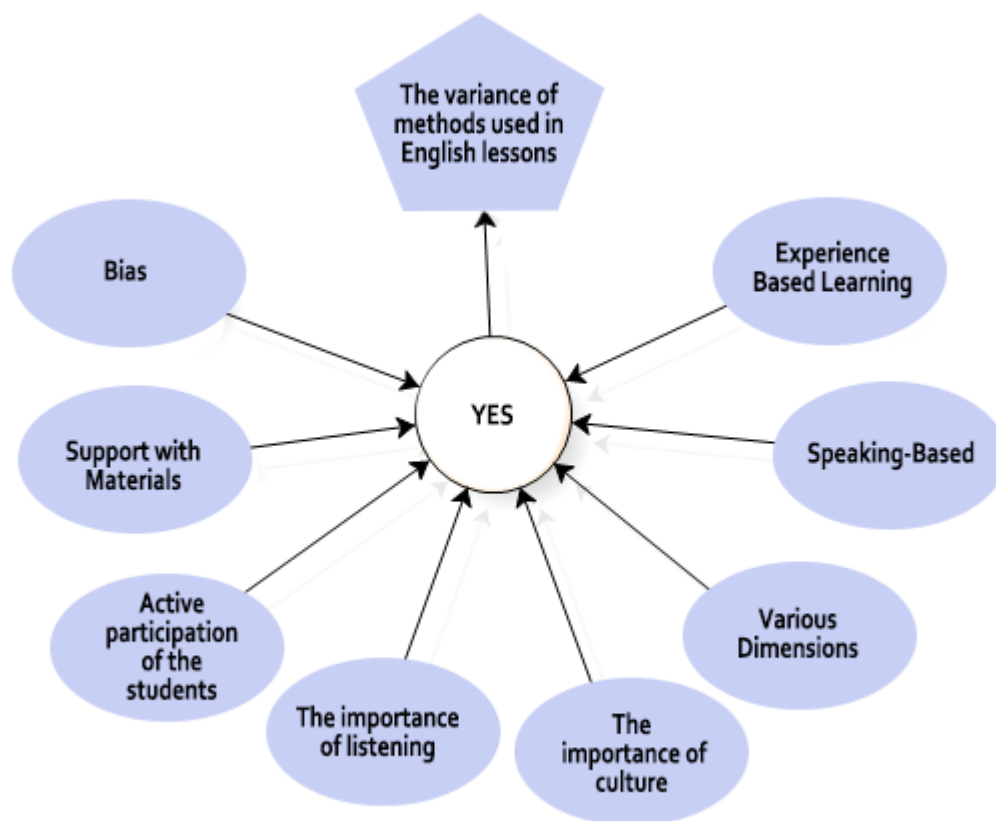 The variance of
methods used in
English lessons
Bias
Experience
Based Learning
YES
Support with
Materials
Speaking-Based
Active
participation
of the
students
Various
Dimensions
The importance
of listening
The
importance of
culture